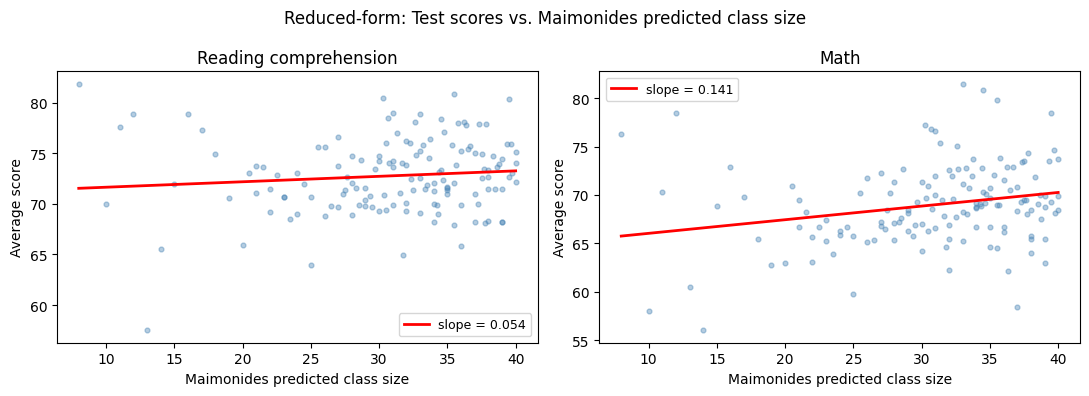 Reduced-form: Test scores vs. Maimonides predicted class size
Reading comprehension
80
75
70
65
60
Average score
10 15 20 25 30 35 40
Maimonides predicted class size
slope = 0.054
Math
80
75
70
65
60
55
Average score
10 15 20 25 30 35 40
Maimonides predicted class size
slope = 0.141